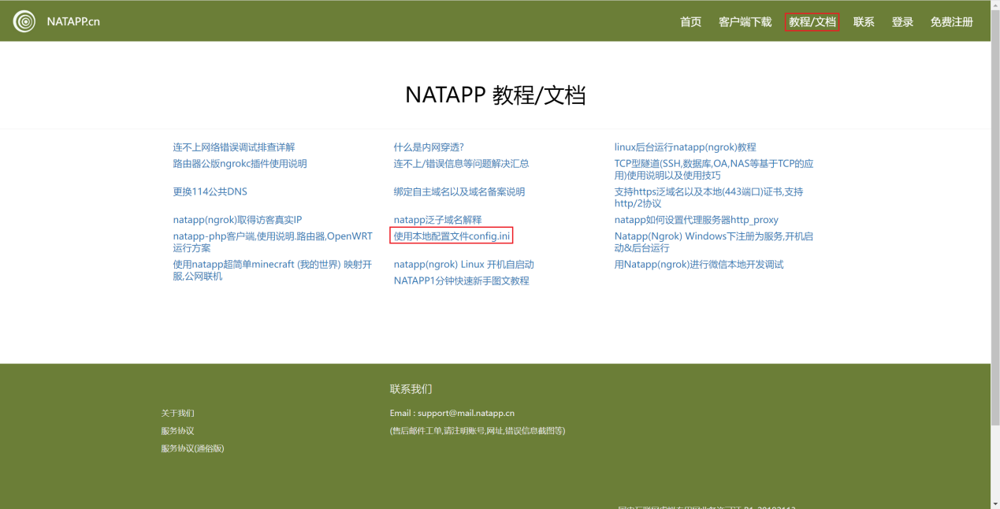 NATAPP.cn
首页 客户端下载 教程/文档 联系 登录 免费注册
NATAPP 教程/文档
连不上网络错误调试排查详解
什么是内网穿透?
linux后台运行natapp(ngrok)教程
路由器公版ngrokc插件使用说明
连不上/错误信息等问题解决汇总
TCP型隧道(SSH,数据库,OA,NAS等基于TCP的应
用)使用说明以及使用技巧
更换114公共DNS
绑定自主域名以及域名备案说明
支持https泛域名以及本地(443端口)证书,支持
http/2协议
natapp(ngrok)取得访客真实IP
natapp泛子域名解释
natapp如何设置代理服务器http_proxy
natapp-php客户端,使用说明.路由器,OpenWRT
运行方案
使用本地配置文件config.ini
Natapp(Ngrok) Windows下注册为服务,开机启
动&后台运行
使用natapp超简单minecraft (我的世界) 映射开
服,公网联机
natapp(ngrok) Linux 开机自启动
用Natapp(ngrok)进行微信本地开发调试
NATAPP1分钟快速新手图文教程
联系我们
关于我们
Email : support@mail.natapp.cn
服务协议
(售后邮件工单,请注明账号,网址,错误信息截图等)
服务协议(通俗版)